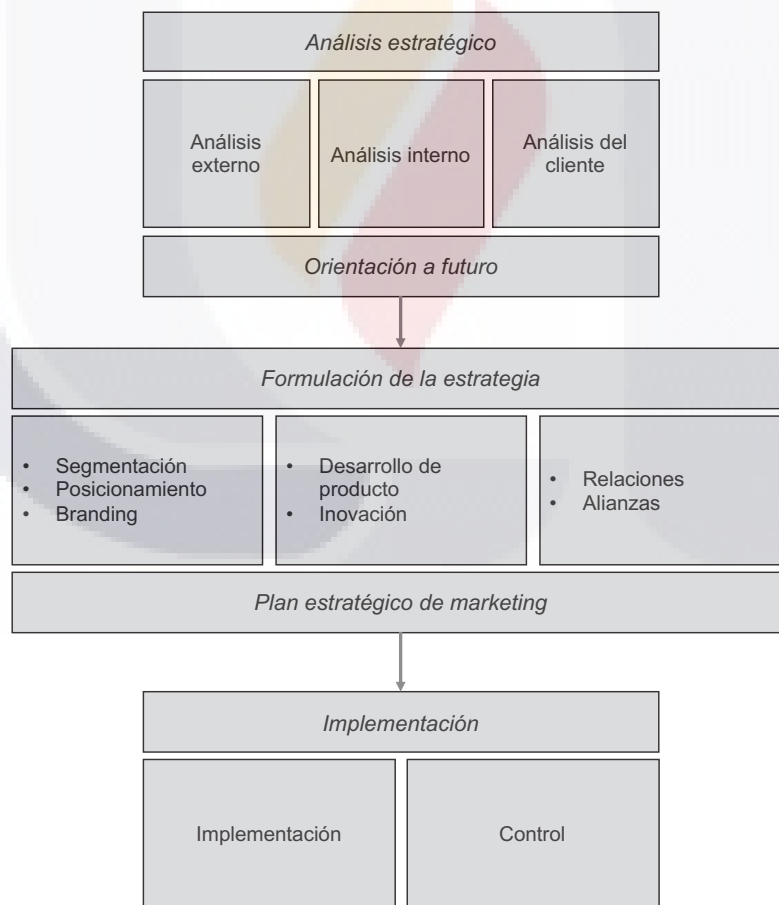 Análisis estratégico
Análisis
externo
Análisis interno
Análisis del
cliente
Orientación a futuro
Formulación de la estrategia
• Segmentación
• Posicionamiento
• Branding
• Desarrollo de
producto
• Inovación
• Relaciones
• Alianzas
Plan estratégico de marketing
Implementación
Implementación
Control